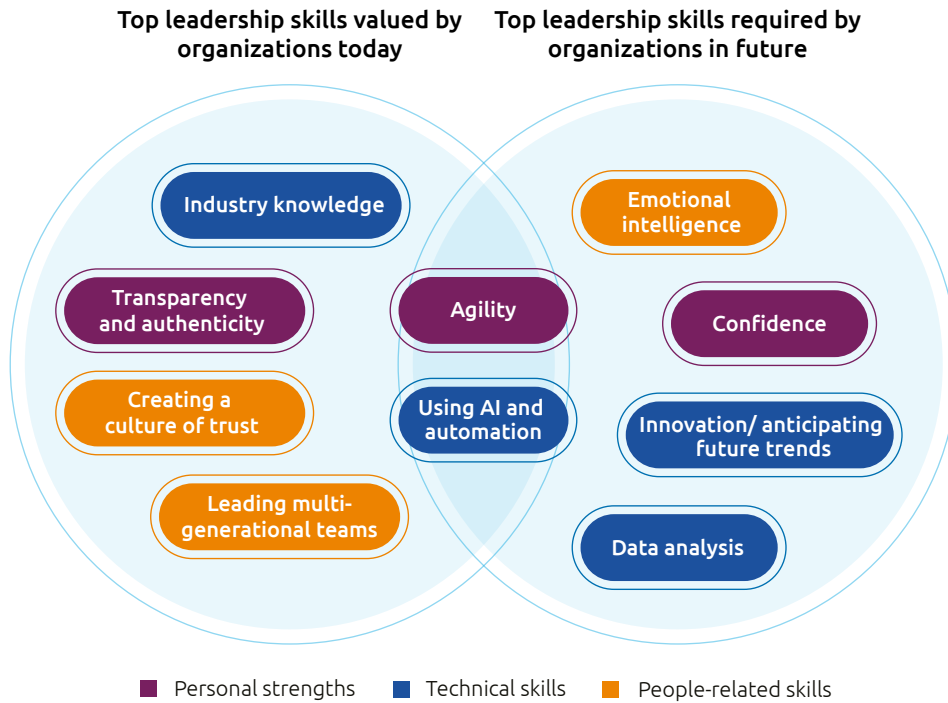 Top leadership skills valued by
organizations today
Top leadership skills required by
organizations in future
Industry knowledge
Transparency
and authenticity
Creating a
culture of trust
Leading multi-
generational teams
Agility
Using AI and
automation
Emotional
intelligence
Confidence
Innovation/ anticipating
future trends
Data analysis
Personal strengths
Technical skills
People-related skills